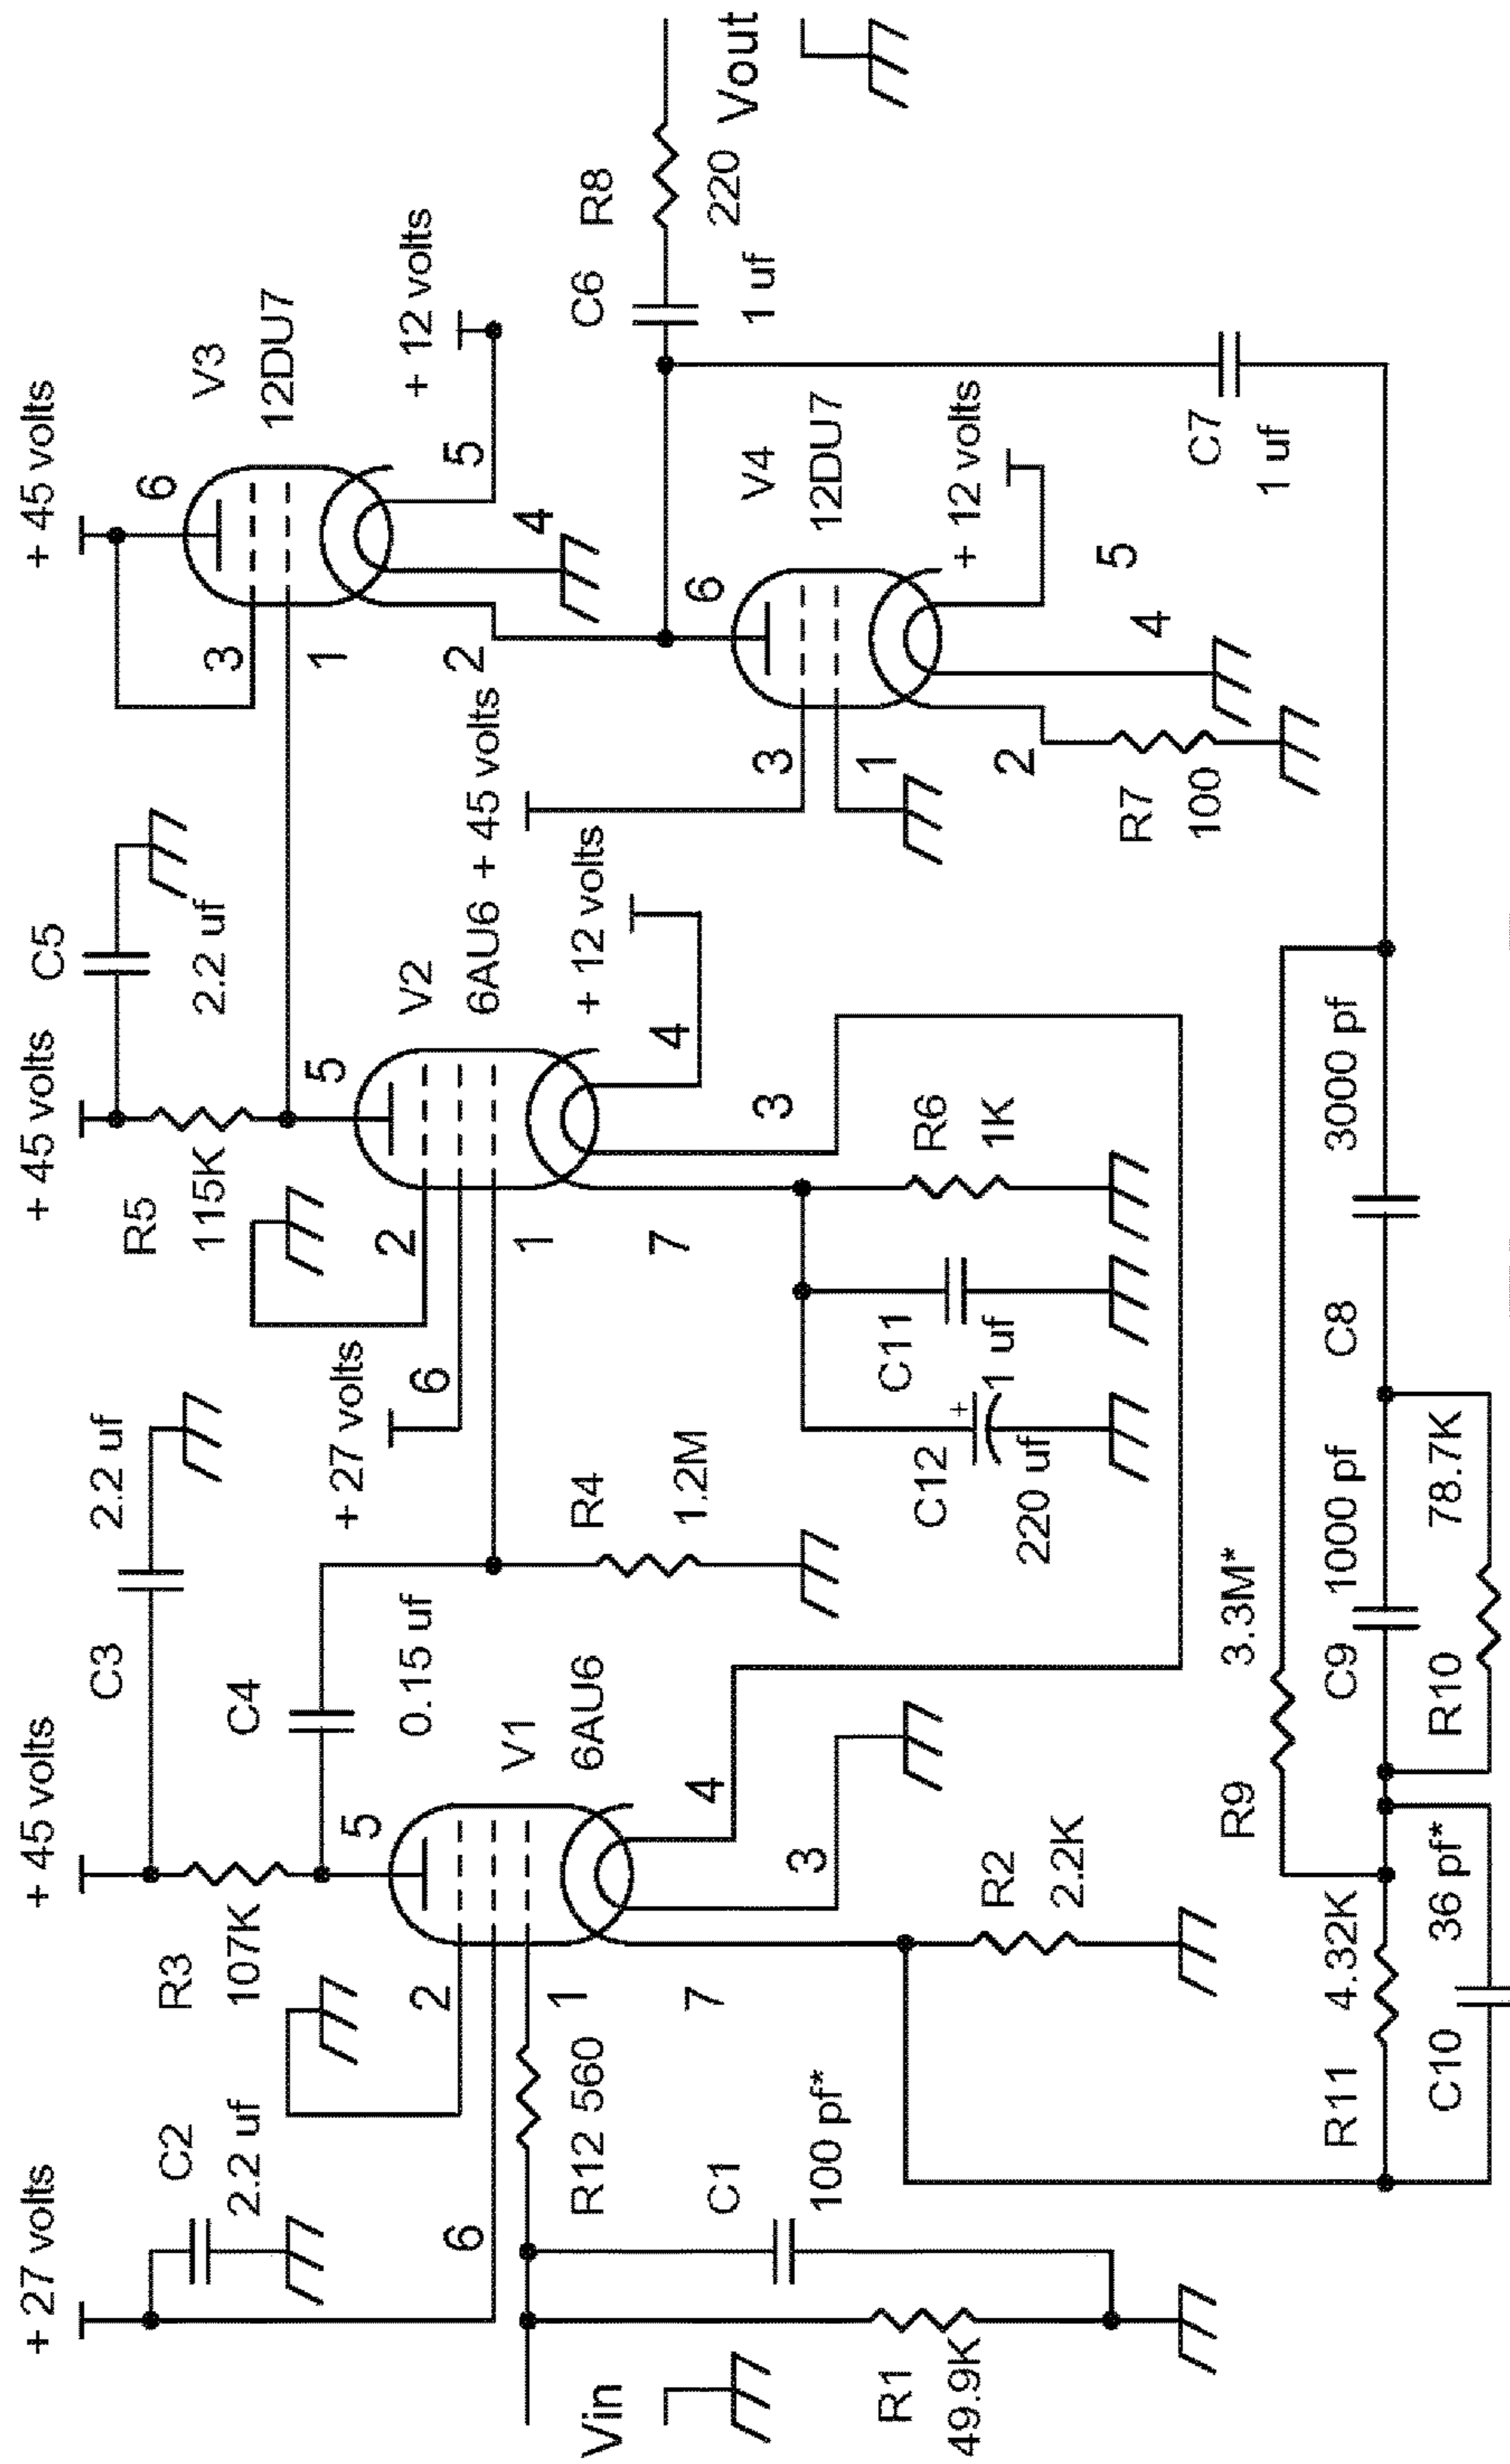 + 27 volts
C2
2.2 uf
6
Vin
R12 560
C1
100 pf*
R1
49.9K
+ 45 volts
R3
107K
C3
2.2 uf
C4
0.15 uf
5
2
1
7
V1
6AU6
4
3
R2
2.2K
R4
1.2M
+ 27 volts
6
+ 45 volts
C5
2.2 uf
R5
115K
5
2
1
7
V2
6AU6
+ 12 volts
4
3
R6
1K
C11
1 uf
C12
220 uf
+
+ 45 volts
6
V3
12DU7
3
1
2
5
4
+ 12 volts
+ 45 volts
6
V4
12DU7
3
1
2
+ 12 volts
5
4
R7
100
C6
1 uf
R8
220
Vout
C7
1 uf
R9
3.3M*
R11
4.32K
C10
36 pf*
C9
1000 pf
R10
78.7K
C8
3000 pf